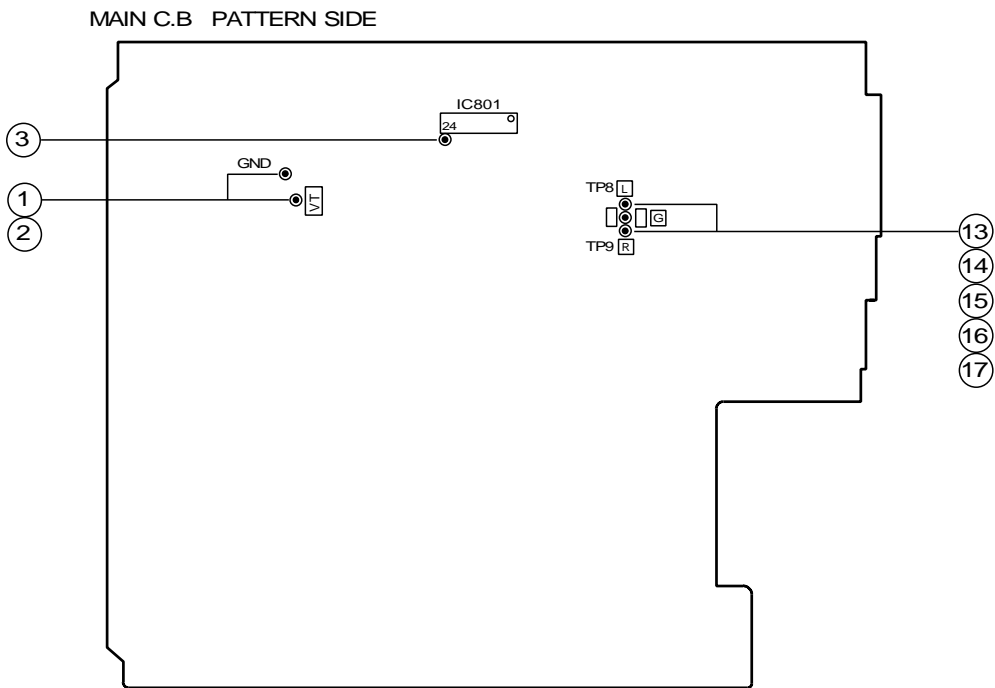 MAIN C.B PATTERN SIDE
IC801
24
3
GND
1
VT
2
TP8 L
G
TP9 R
13
14
15
16
17